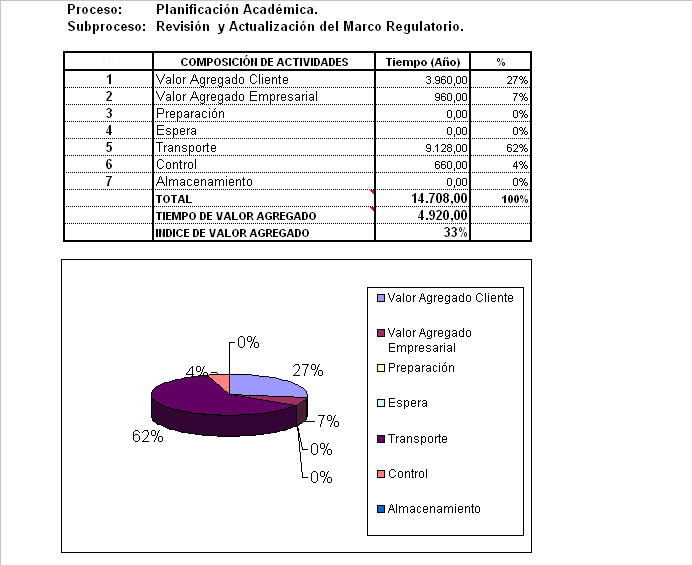 Proceso: Planificación Académica.
Subproceso: Revisión y Actualización del Marco Regulatorio.
COMPOSICIÓN DE ACTIVIDADES Tiempo (Año) %
1 Valor Agregado Cliente 3.960,00 27%
2 Valor Agregado Empresarial 960,00 7%
3 Preparación 0,00 0%
4 Espera 0,00 0%
5 Transporte 9.128,00 62%
6 Control 660,00 4%
7 Almacenamiento 0,00 0%
TOTAL 14.708,00 100%
TIEMPO DE VALOR AGREGADO 4.920,00
INDICE DE VALOR AGREGADO 33%
0%
4%
27%
7%
62%
0%
0%
Valor Agregado Cliente
Valor Agregado
Empresarial
Preparación
Espera
Transporte
Control
Almacenamiento